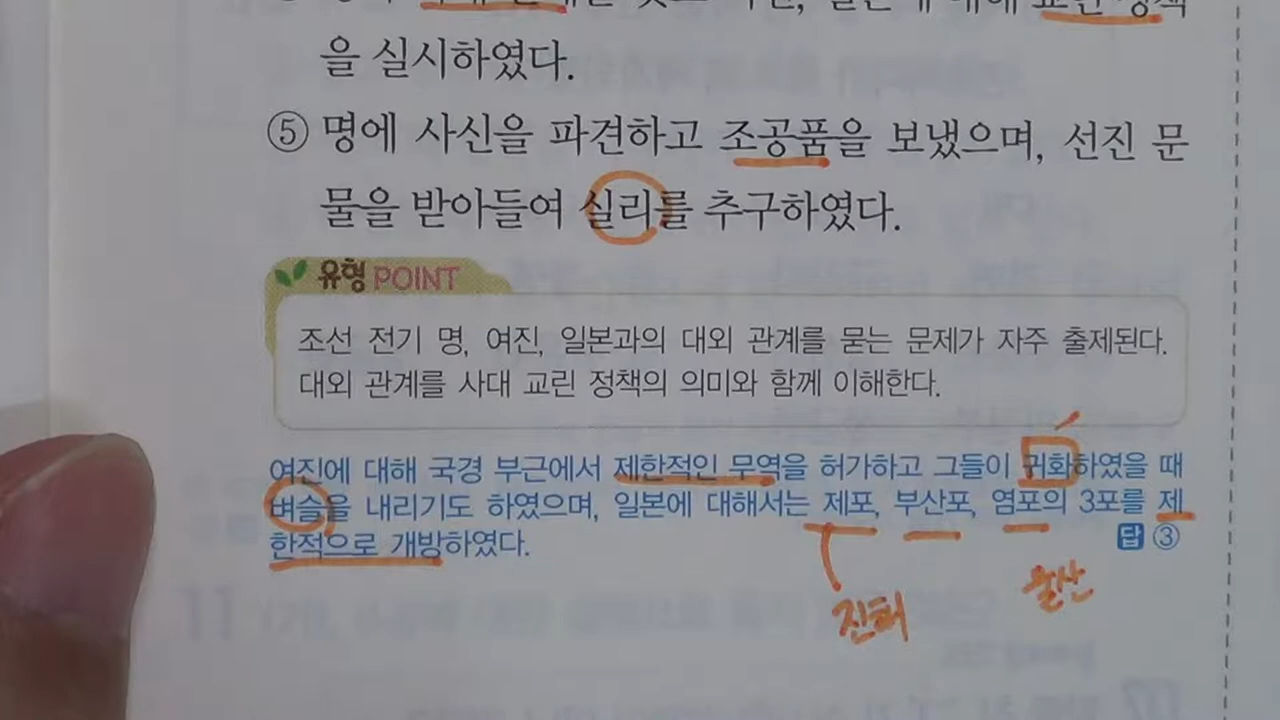 을 실시하였다.
⑤ 명에 사신을 파견하고 조공품을 보냈으며, 선진 문
물을 받아들여 실리를 추구하였다.
유형 POINT
조선 전기 명, 여진, 일본과의 대외 관계를 묻는 문제가 자주 출제된다.
대외 관계를 사대 교린 정책의 의미와 함께 이해한다.
여진에 대해 국경 부근에서 제한적인 무역을 허가하고 그들이 귀화하였을 때
벼슬을 내리기도 하였으며, 일본에 대해서는 제포, 부산포, 염포의 3포를 제
한적으로 개방하였다.
답 ③
진해
울산